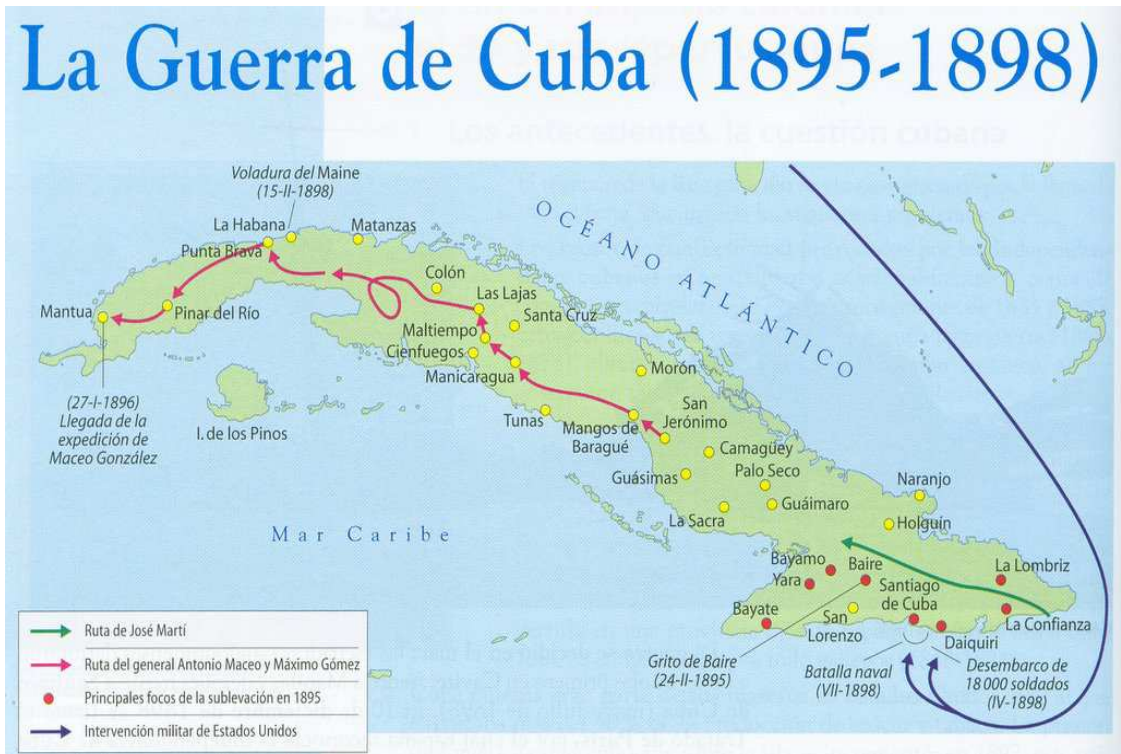 La Guerra de Cuba (1895-1898)
Los antecedentes, la cuestión cubana
Voladura del Maine
(15-II-1898)
La Habana
Punta Brava
Matanzas
OCÉANO ATLÁNTICO
Colón
Las Lajas
Santa Cruz
Mantua
Pinar del Río
Maltiempo
Cienfuegos
Manicaragua
Morón
(27-I-1896)
Llegada de la
expedición de
Maceo González
I. de los Pinos
Tunas
Mangos de
Baragué
San
Jerónimo
Camagüey
Palo Seco
Guásimas
Guáimaro
Naranjo
La Sacra
Holguín
Mar Caribe
Bayamo
Yara
Baire
La Lombriz
Santiago
de Cuba
Bayate
San
Lorenzo
La Confianza
Daiquiri
Grito de Baire
(24-II-1895)
Batalla naval
(VII-1898)
Desembarco de
18 000 soldados
(IV-1898)
Ruta de José Martí
Ruta del general Antonio Maceo y Máximo Gómez
Principales focos de la sublevación en 1895
Intervención militar de Estados Unidos